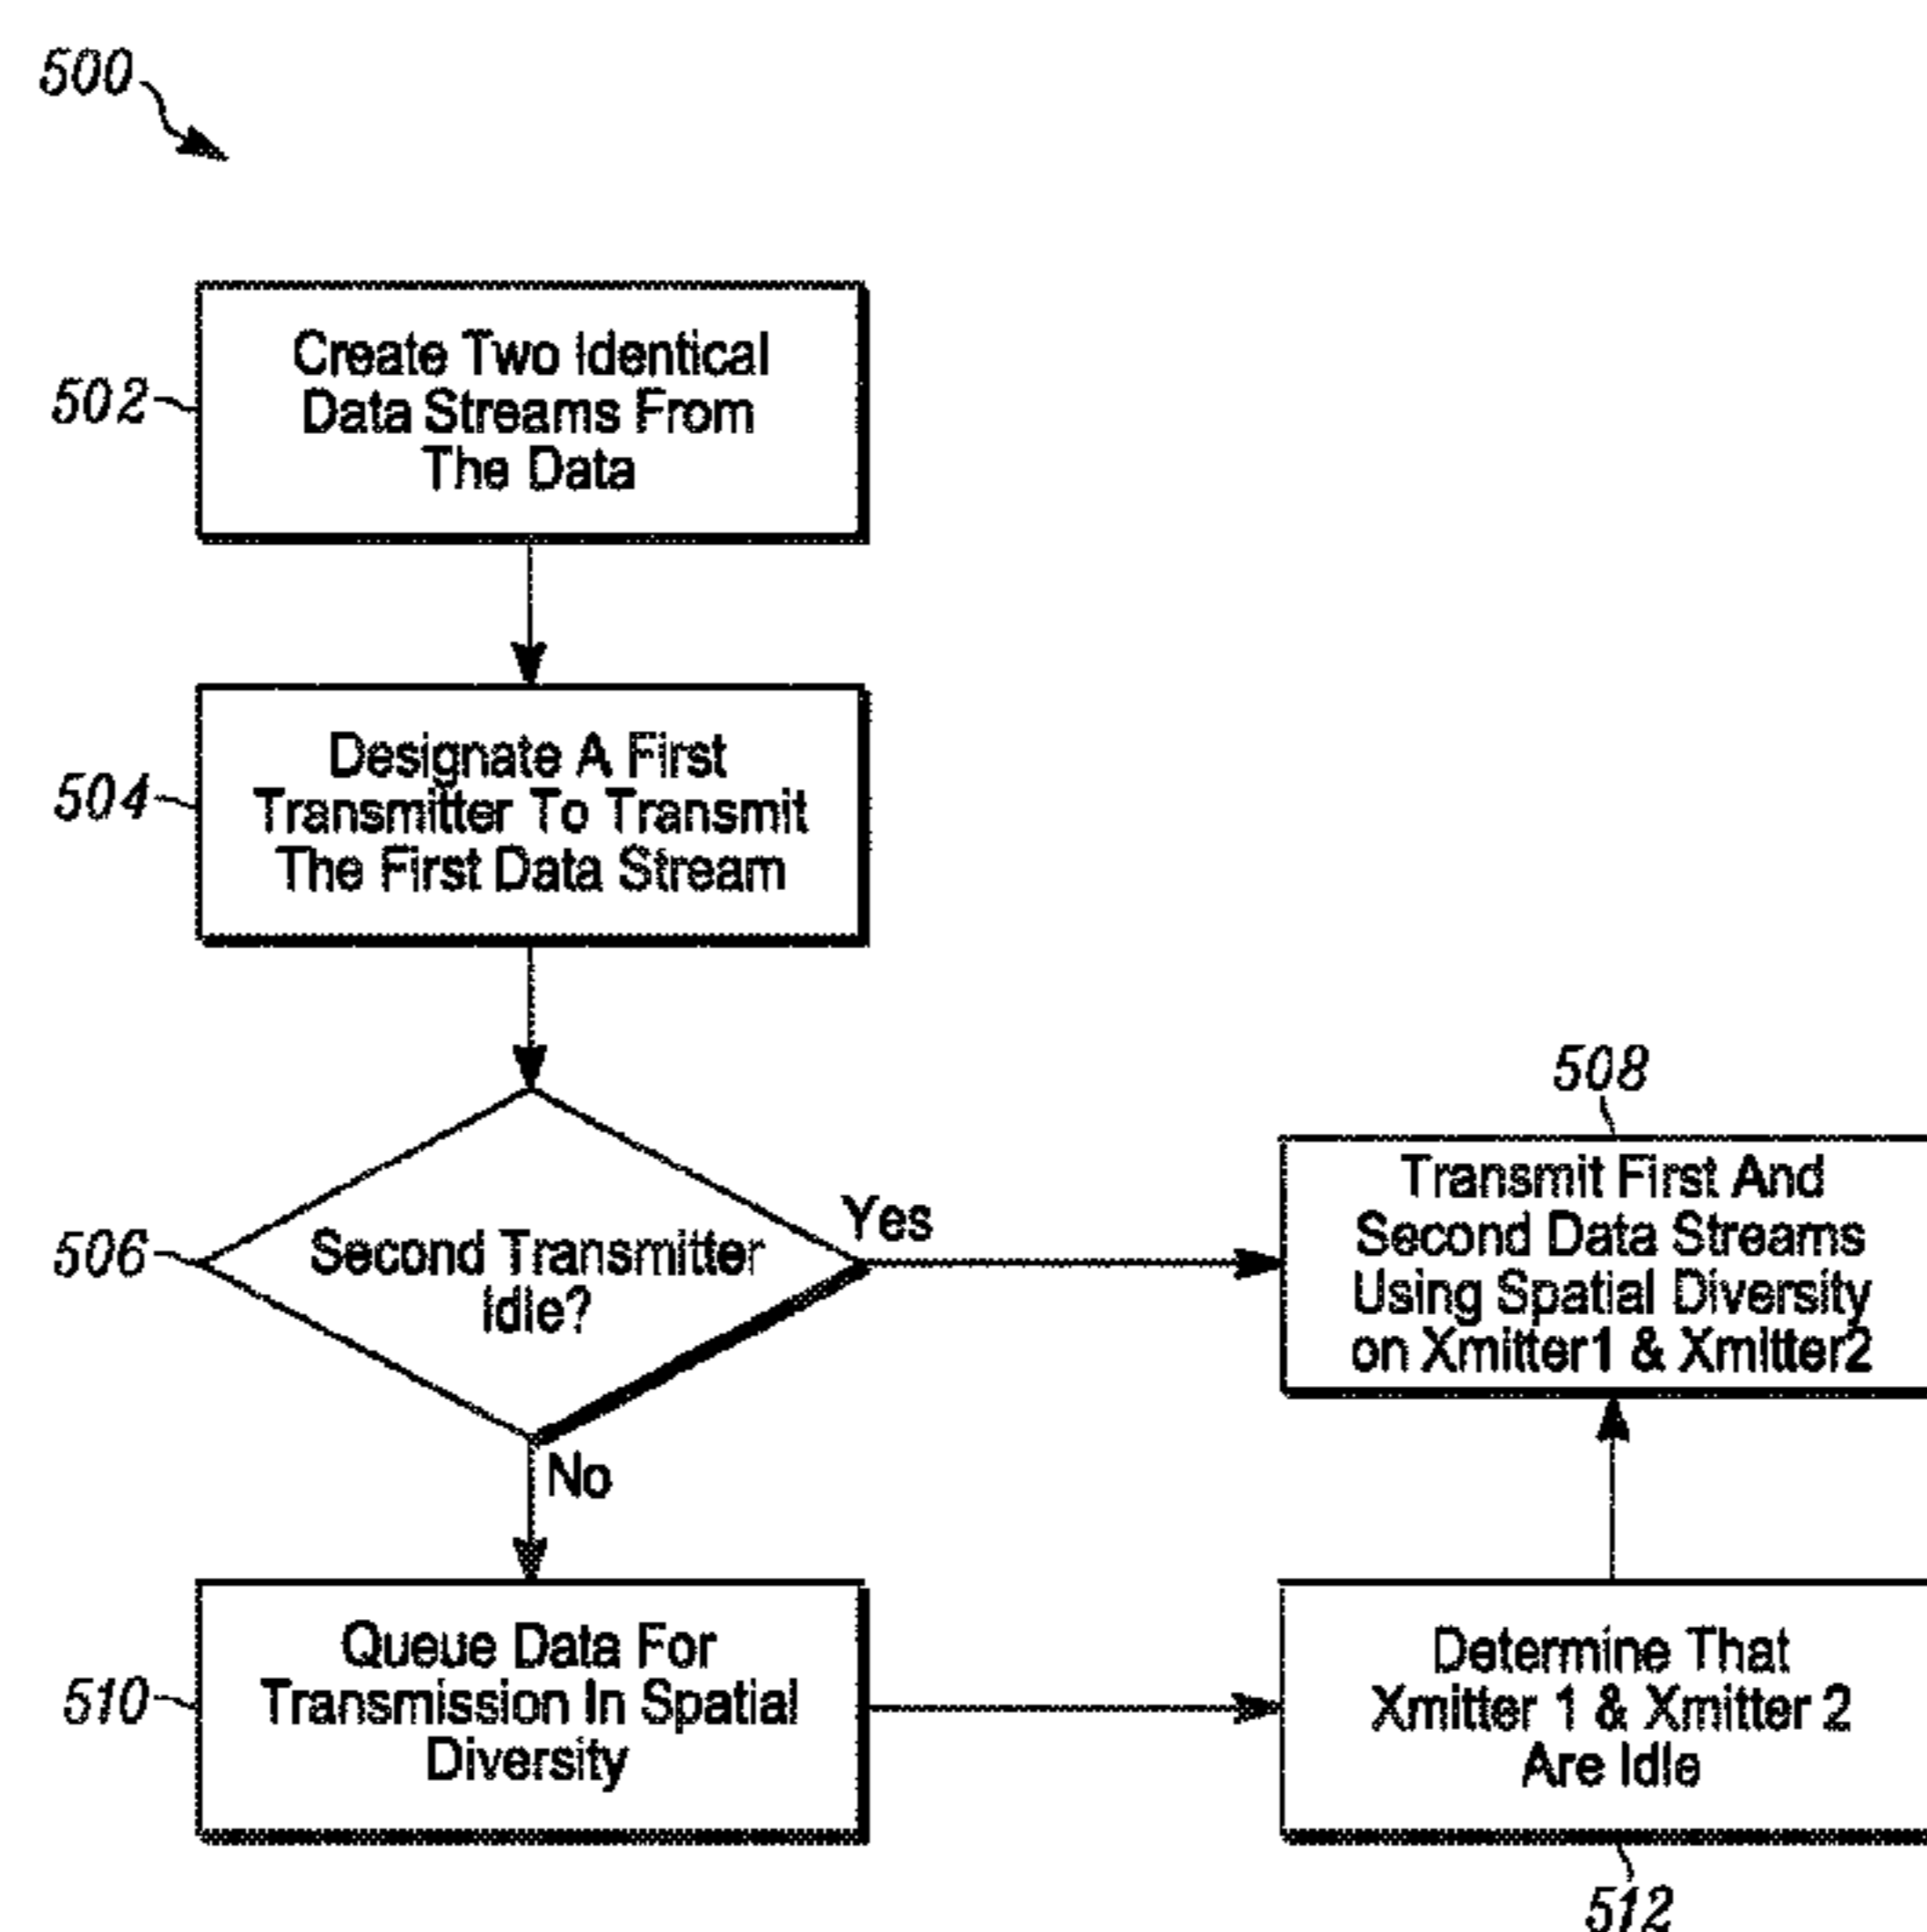 500
502
Create Two Identical
Data Streams From
The Data
504
Designate A First
Transmitter To Transmit
The First Data Stream
506
Second Transmitter
Idle?
Yes
No
508
Transmit First And
Second Data Streams
Using Spatial Diversity
on Xmitter1 & Xmitter2
510
Queue Data For
Transmission In Spatial
Diversity
Determine That
Xmitter 1 & Xmitter 2
Are Idle
512